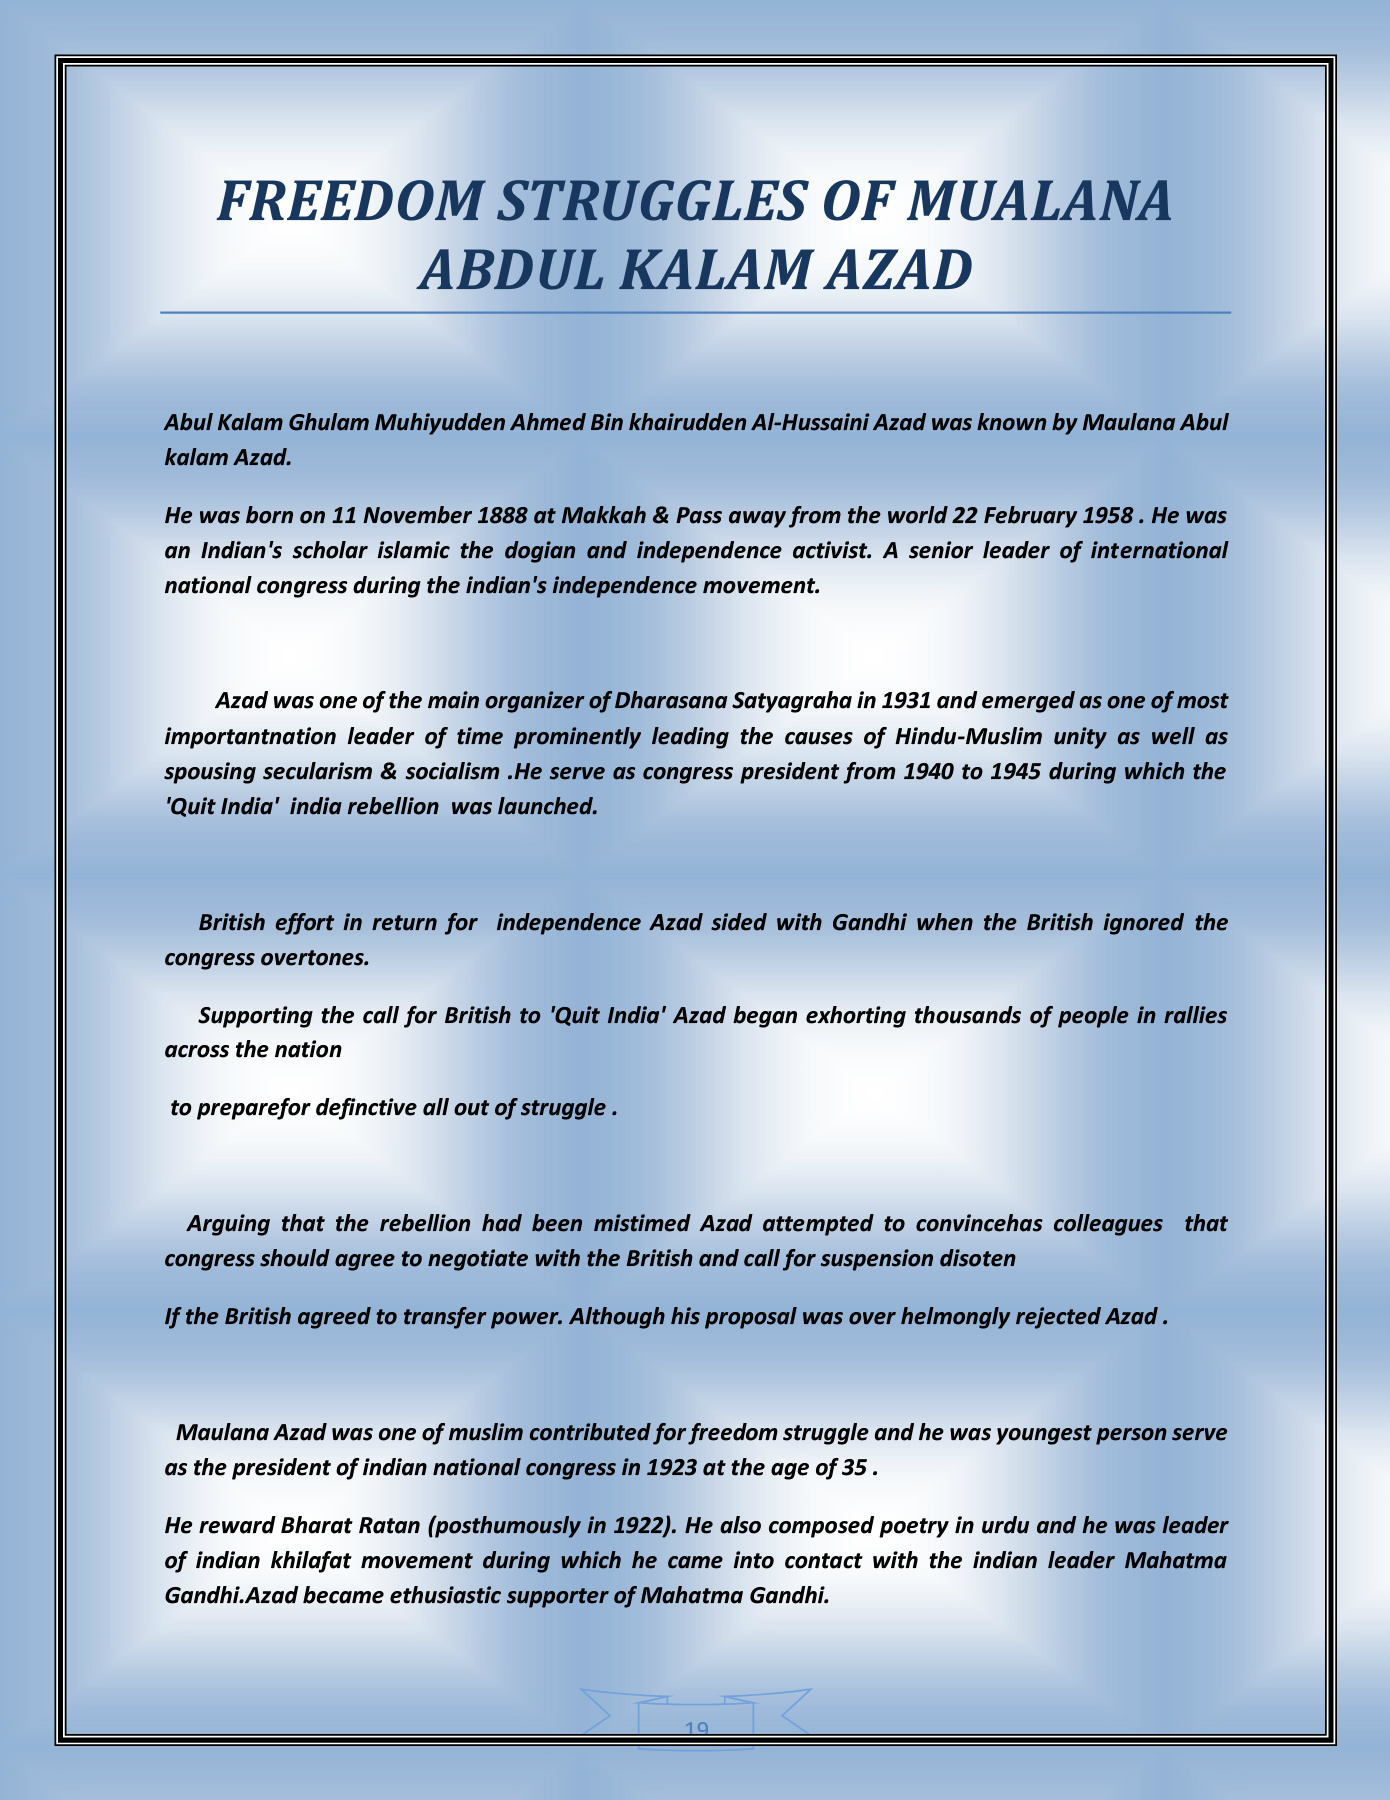 FREEDOM STRUGGLES OF MUALANA
ABDUL KALAM AZAD
Abul Kalam Ghulam Muhiyudden Ahmed Bin khairudden Al-Hussaini Azad was known by Maulana Abul
kalam Azad.
He was born on 11 November 1888 at Makkah & Pass away from the world 22 February 1958 . He was
an Indian's scholar islamic the dogian and independence activist. A senior leader of international
national congress during the indian's independence movement.
Azad was one of the main organizer of Dharasana Satyagraha in 1931 and emerged as one of most
importantnation leader of time prominently leading the causes of Hindu-Muslim unity as well as
spousing secularism & socialism .He serve as congress president from 1940 to 1945 during which the
'Quit India'  india rebellion  was launched.
British effort in return for  independence Azad sided with Gandhi when the British ignored the
congress overtones.
Supporting the call for British to 'Quit India' Azad began exhorting thousands of people in rallies
across the nation
to preparefor definctive all out of struggle .
Arguing that the rebellion had been mistimed Azad attempted to convincehas colleagues  that
congress should agree to negotiate with the British and call for suspension disoten
If the British agreed to transfer power. Although his proposal was over helmongly rejected Azad .
Maulana Azad was one of muslim contributed for freedom struggle and he was youngest person serve
as the president of indian national congress in 1923 at the age of 35 .
He reward Bharat Ratan (posthumously in 1922). He also composed poetry in urdu and he was leader
of indian khilafat movement during which he came into contact with the indian leader Mahatma
Gandhi.Azad became ethusiastic supporter of Mahatma Gandhi.
19